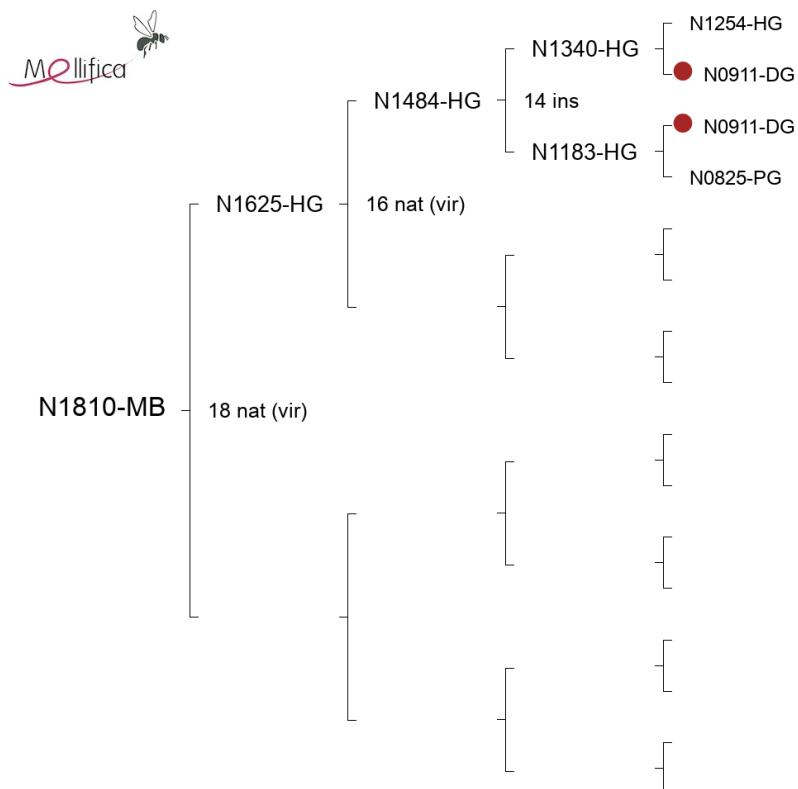 Mellifica
N1254-HG
N1340-HG
N0911-DG
N1484-HG
14 ins
N0911-DG
N1183-HG
N0825-PG
N1625-HG
16 nat (vir)
N1810-MB
18 nat (vir)